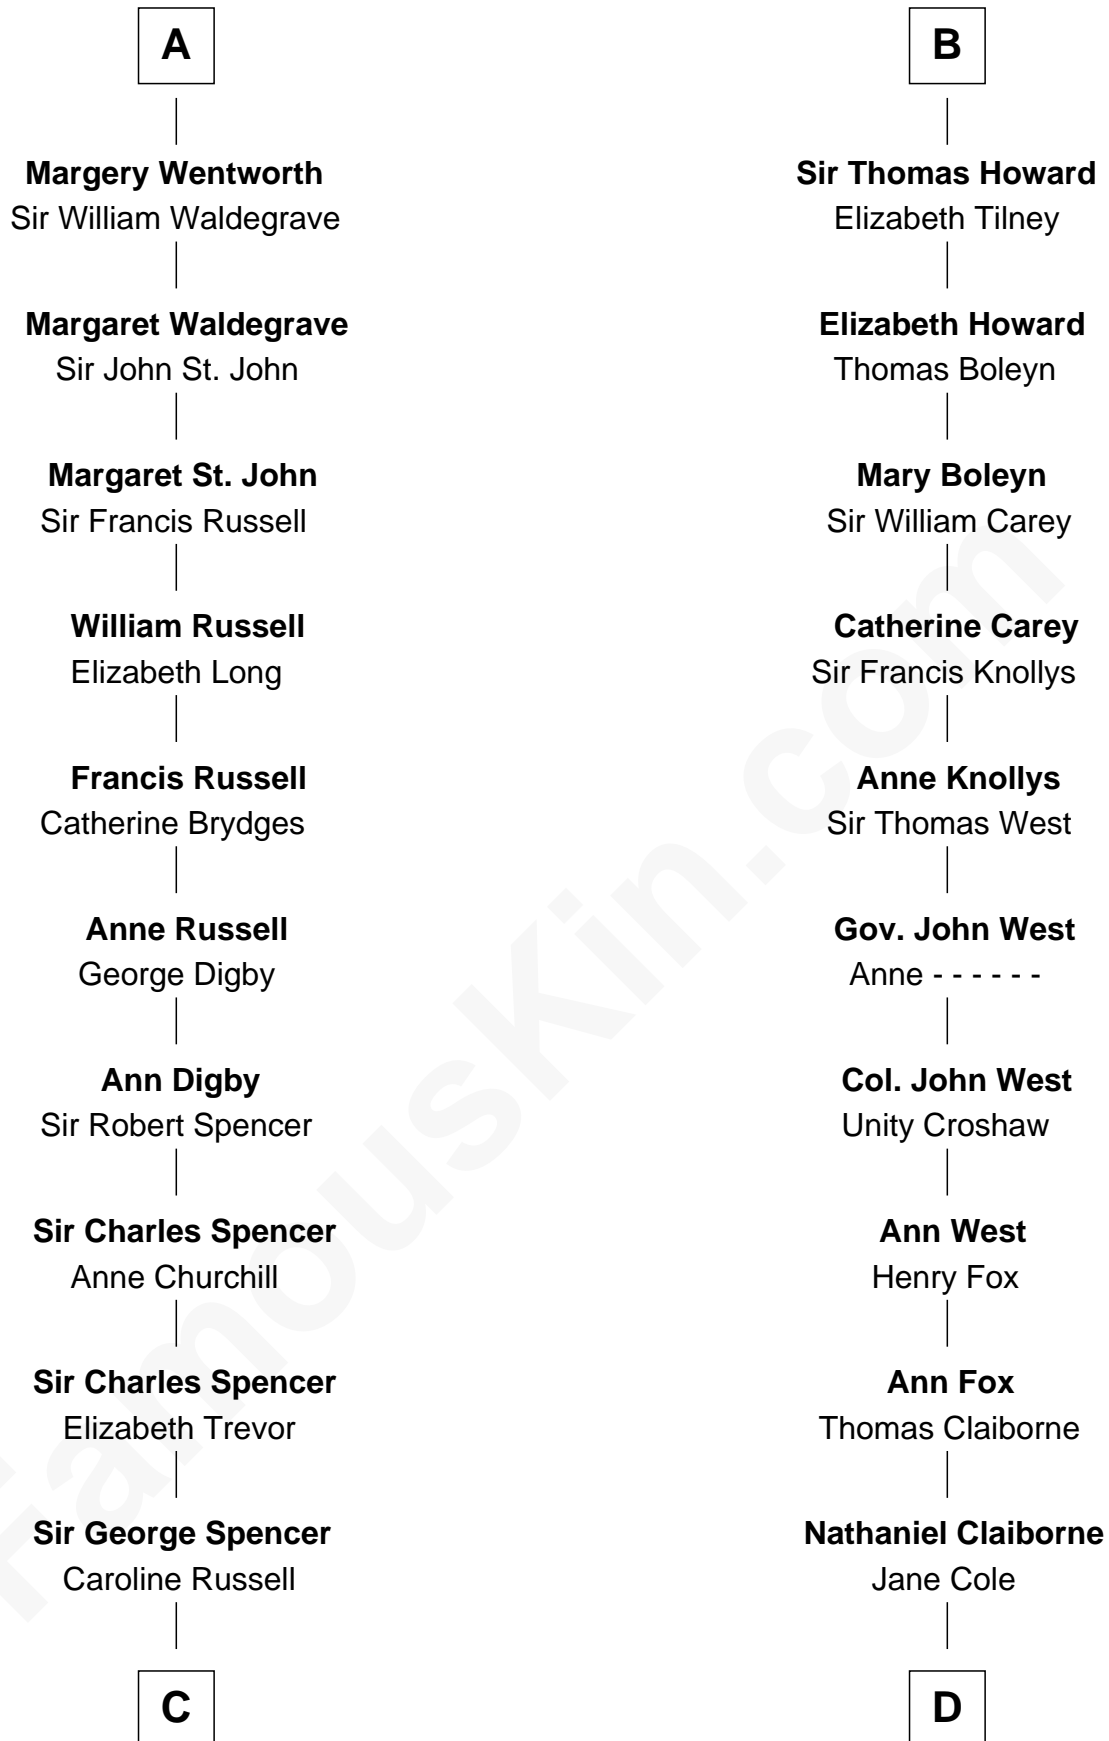 A
Margery Wentworth
Sir William Waldegrave
Margaret Waldegrave
Sir John St. John
Margaret St. John
Sir Francis Russell
William Russell
Elizabeth Long
Francis Russell
Catherine Brydges
Anne Russell
George Digby
Ann Digby
Sir Robert Spencer
Sir Charles Spencer
Anne Churchill
Sir Charles Spencer
Elizabeth Trevor
Sir George Spencer
Caroline Russell
C
B
Sir Thomas Howard
Elizabeth Tilney
Elizabeth Howard
Thomas Boleyn
Mary Boleyn
Sir William Carey
Catherine Carey
Sir Francis Knollys
Anne Knollys
Sir Thomas West
Gov. John West
Anne - - - - - -
Col. John West
Unity Croshaw
Ann West
Henry Fox
Ann Fox
Thomas Claiborne
Nathaniel Claiborne
Jane Cole
D
FamousKin.com